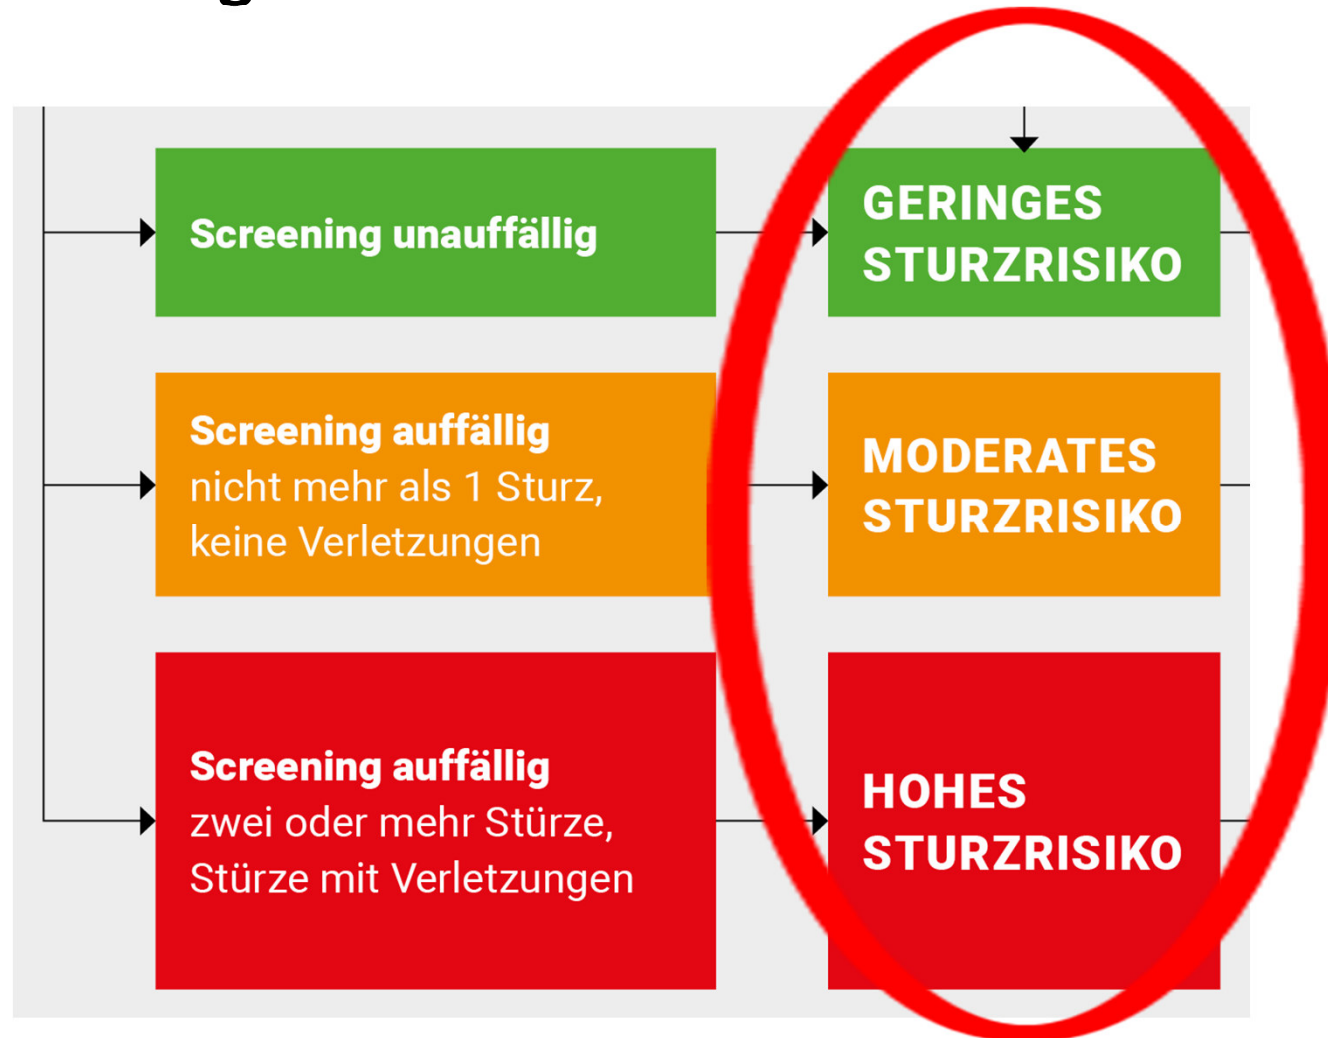 Screening unauffällig
GERINGES
STURZRISIKO
Screening auffällig
nicht mehr als 1 Sturz,
keine Verletzungen
MODERATES
STURZRISIKO
Screening auffällig
zwei oder mehr Stürze,
Stürze mit Verletzungen
HOHES
STURZRISIKO